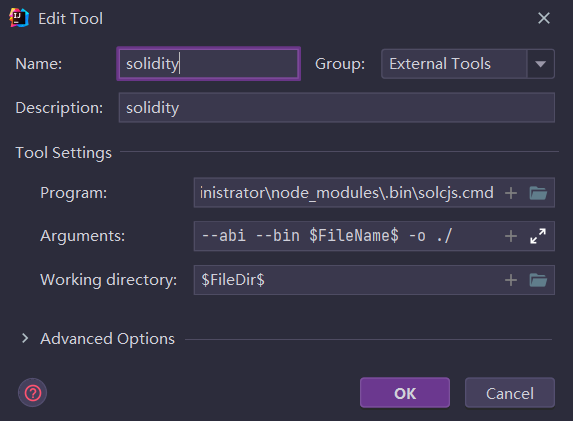 Edit Tool
Name: solidity Group: External Tools
Description: solidity
Tool Settings
Program: inistrator\node_modules\.bin\solcjs.cmd
Arguments: --abi --bin $FileName$ -o ./
Working directory: $FileDir$
Advanced Options
? OK Cancel